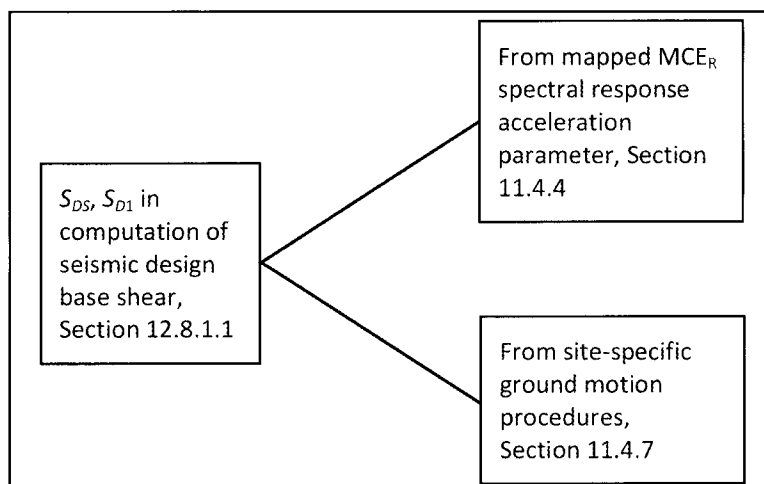 From mapped MCE_R
spectral response
acceleration
parameter, Section
11.4.4
S_DS, S_D1 in
computation of
seismic design
base shear,
Section 12.8.1.1
From site-specific
ground motion
procedures,
Section 11.4.7